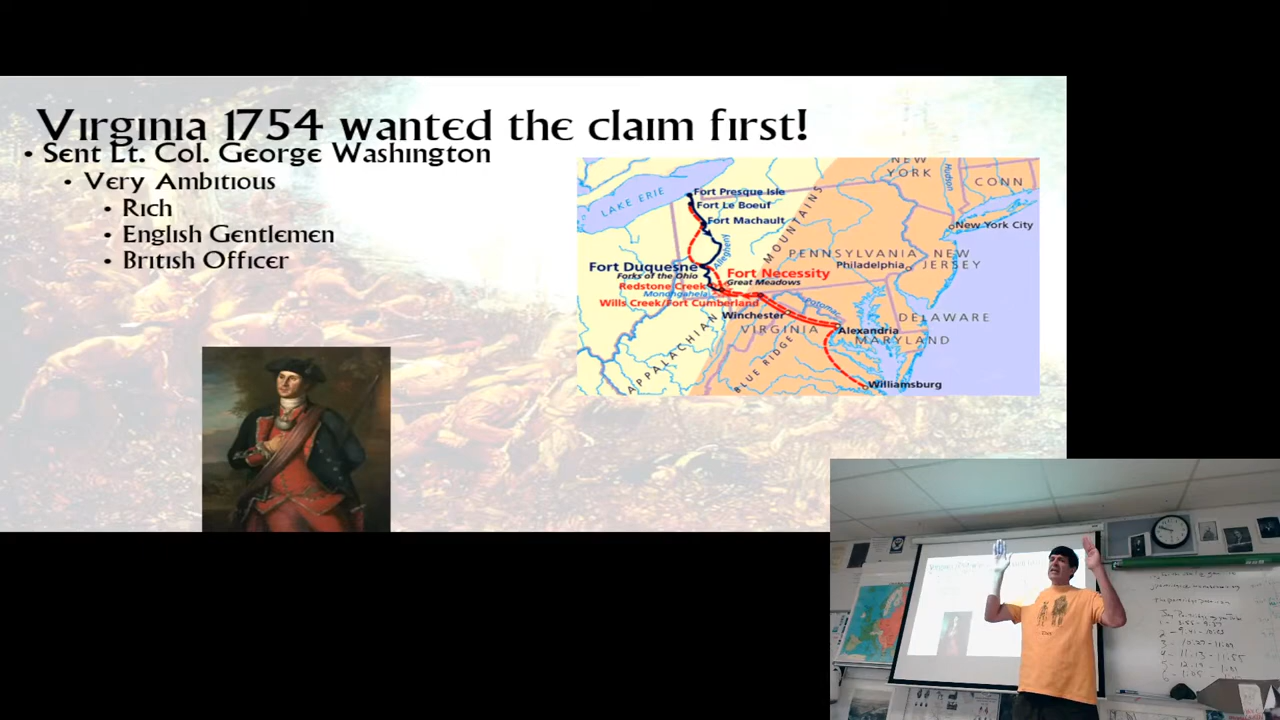 Virginia 1754 wanted the claim first!
• Sent Lt. Col. George Washington
• Very Ambitious
• Rich
• English Gentlemen
• British Officer
NEW
YORK
Hudson
CONN
LAKE ERIE
Fort Presque Isle
Fort Le Boeuf
Fort Machault
Allegheny
MOUNTAINS
New York City
PENNSYLVANIA
NEW
JERSEY
Philadelphia
Fort Duquesne
Forks of the Ohio
Fort Necessity
Great Meadows
Redstone Creek
Monongahela
Wills Creek/Fort Cumberland
Potomac
Winchester
VIRGINIA
Alexandria
DELAWARE
MARYLAND
APPALACHIAN
BLUE RIDGE
Williamsburg